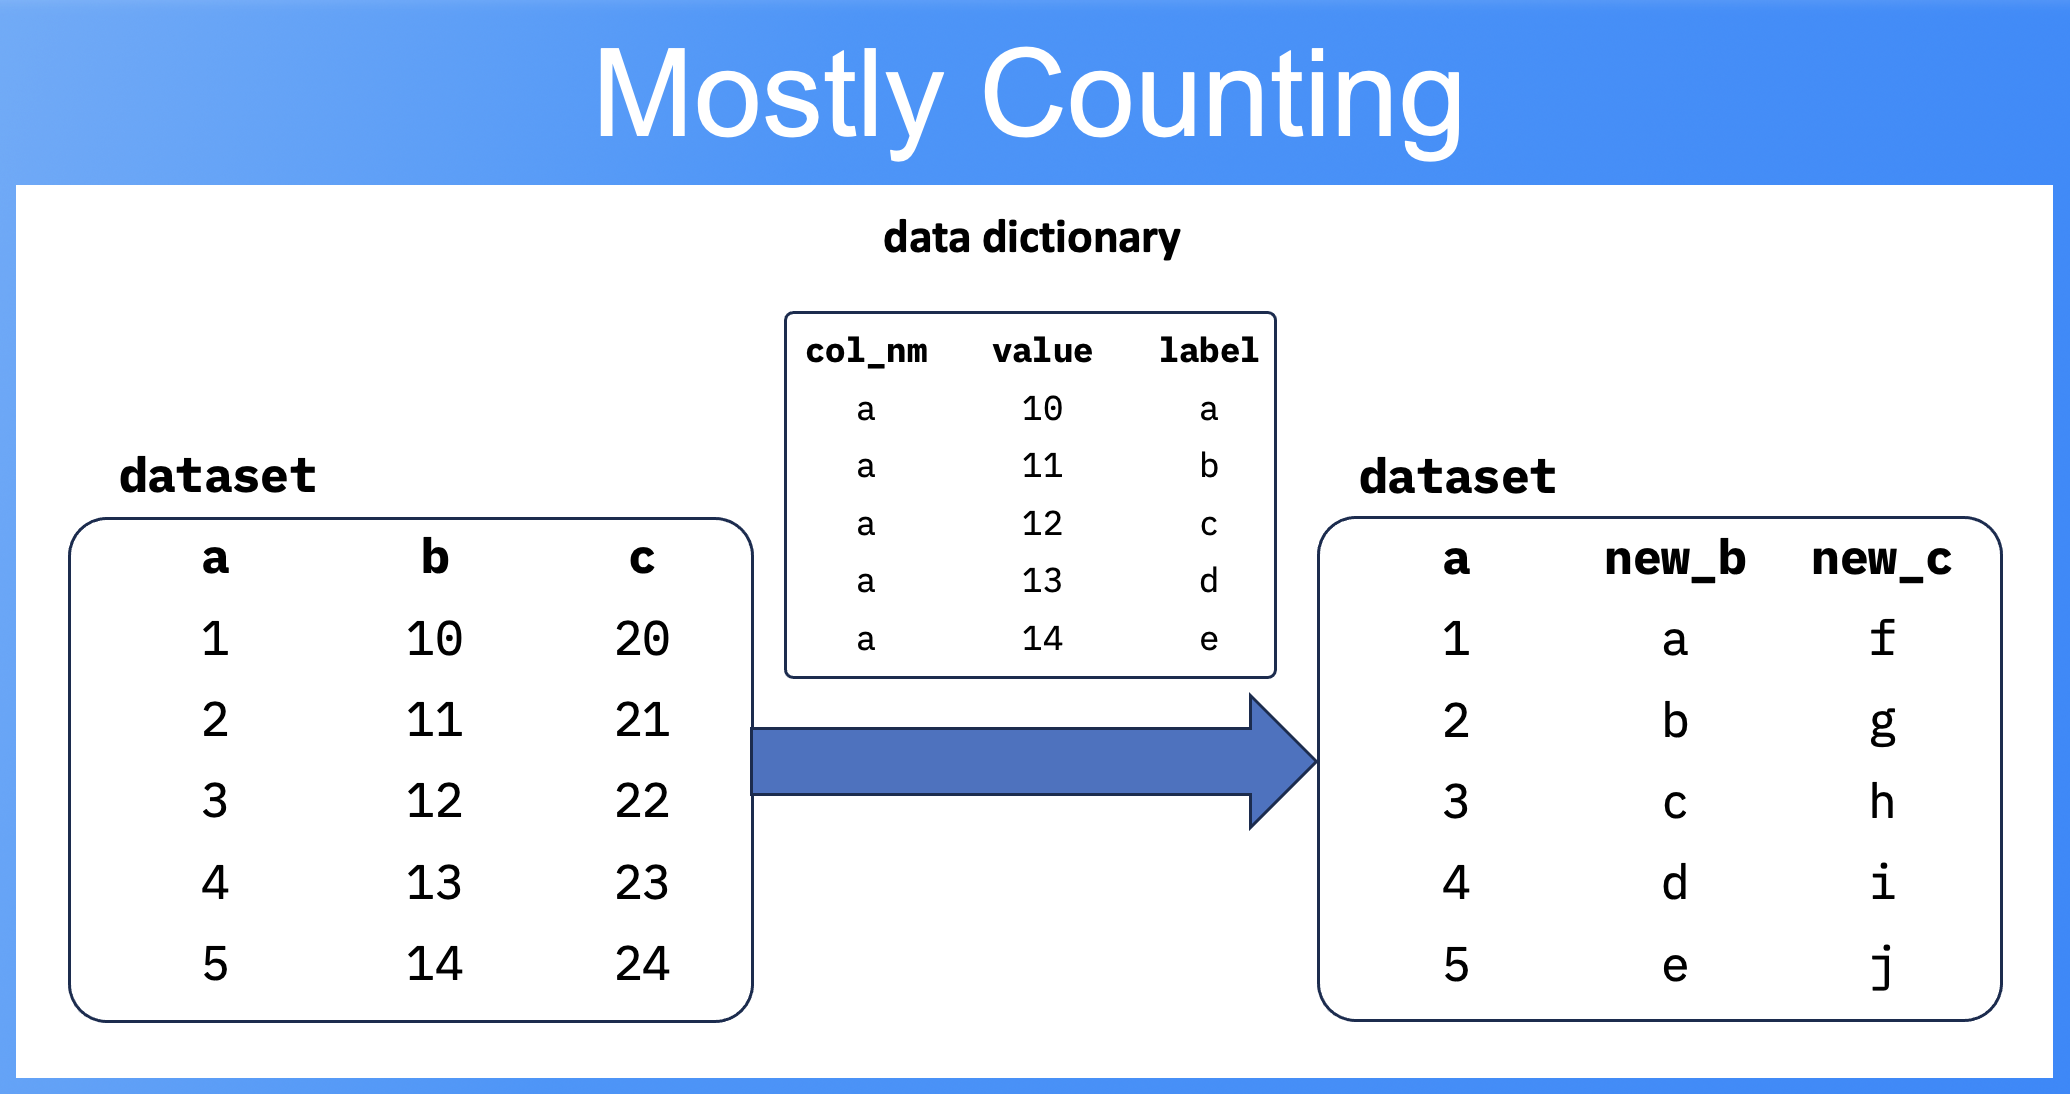 Mostly Counting
data dictionary
col_nm value label
a 10 a
a 11 b
a 12 c
a 13 d
a 14 e
dataset
a b c
1 10 20
2 11 21
3 12 22
4 13 23
5 14 24
dataset
a new_b new_c
1 a f
2 b g
3 c h
4 d i
5 e j